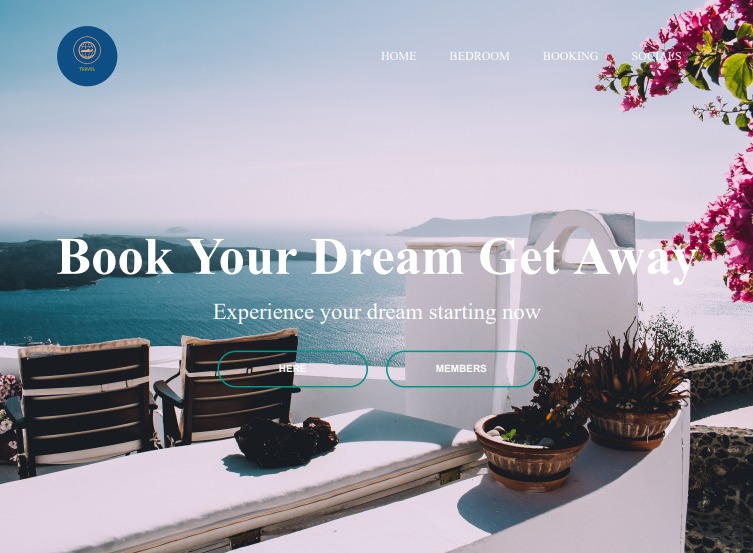 TRAVEL
HOME BEDROOM BOOKING SOCIALS
Book Your Dream Get Away
Experience your dream starting now
HERE MEMBERS